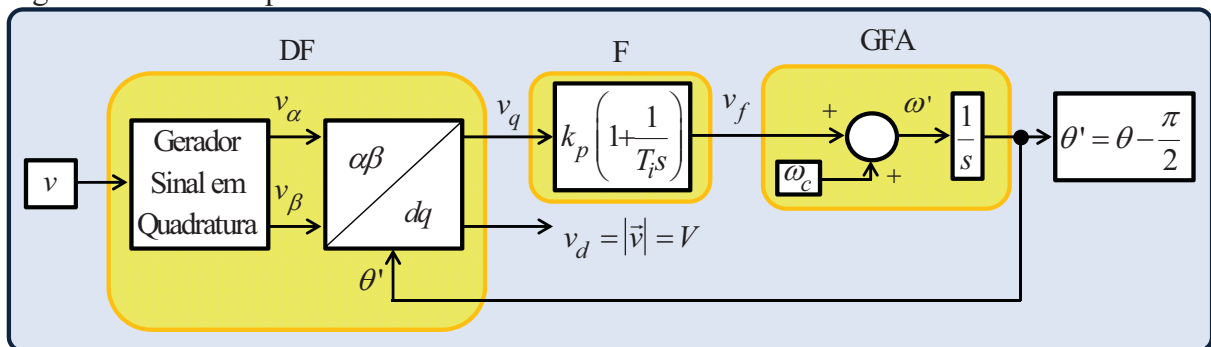 DF
F
GFA
v
Gerador
Sinal em
Quadratura
v_α
v_β
αβ
dq
θ'
v_q
v_d = |v⃗| = V
k_p (1 + 1/(T_i s))
v_f
+
+
ω_c
ω'
1/s
θ' = θ - π/2